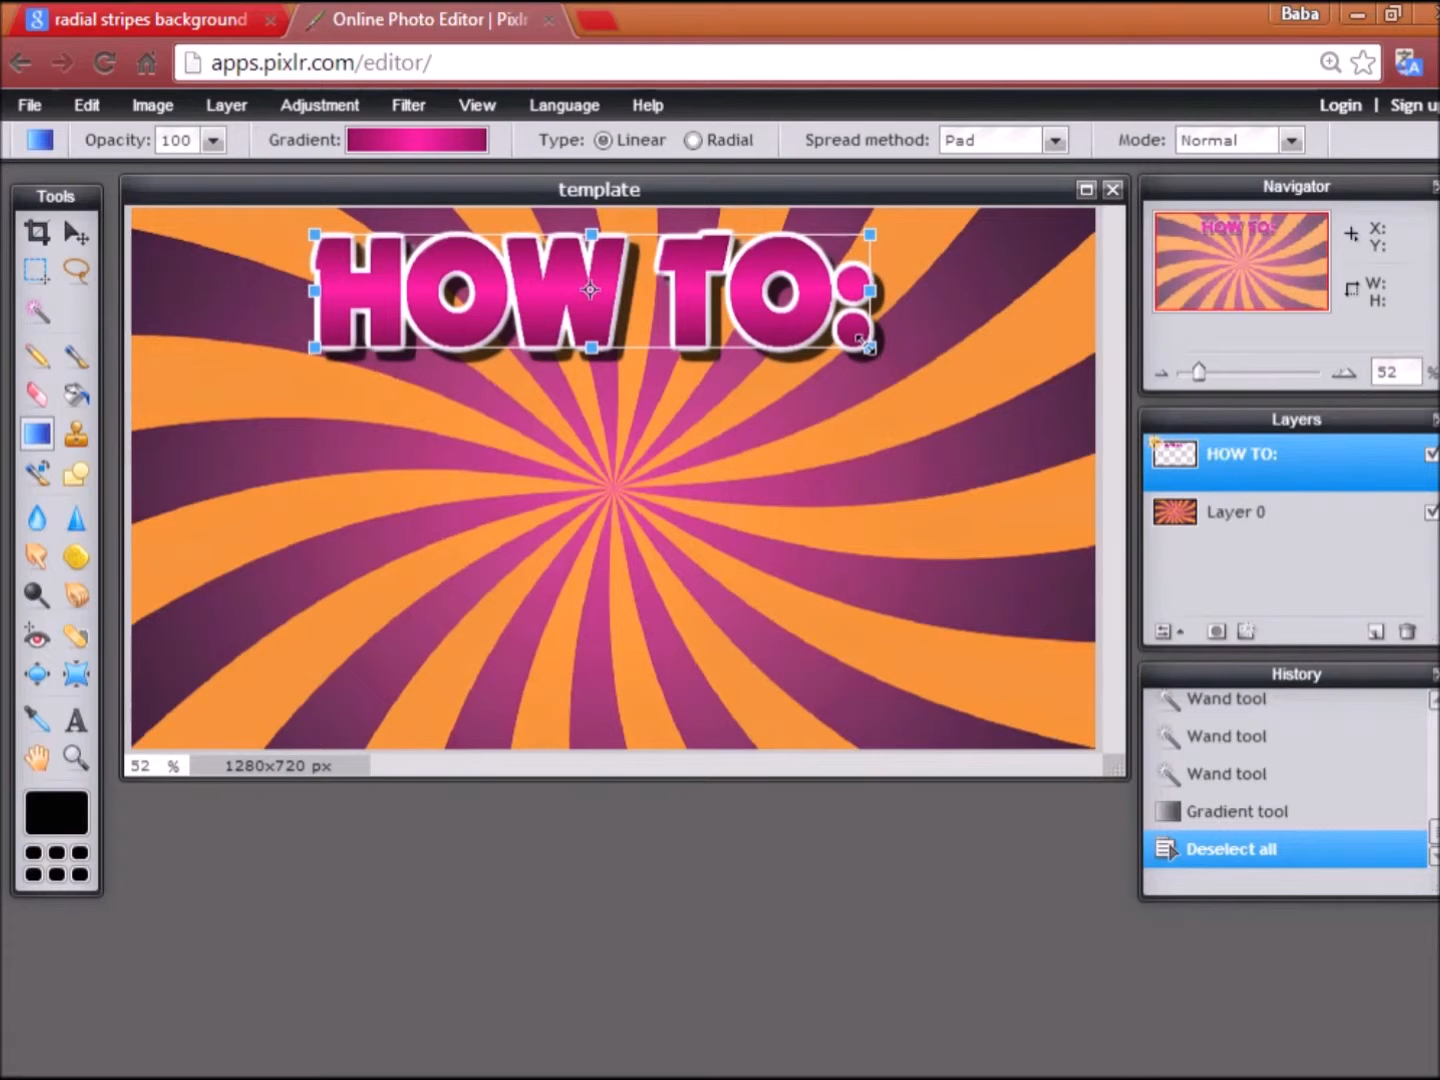 radial stripes background
Online Photo Editor | Pixlr
Baba
apps.pixlr.com/editor/
File Edit Image Layer Adjustment Filter View Language Help Login | Sign u
Opacity: 100 Gradient: Type: Linear Radial Spread method: Pad Mode: Normal
Tools
template
Navigator
HOW TO:
HOW TO:
X:
Y:
W:
H:
52 %
Layers
HOW TO:
Layer 0
History
Wand tool
Wand tool
Wand tool
Gradient tool
Deselect all
52 % 1280x720 px